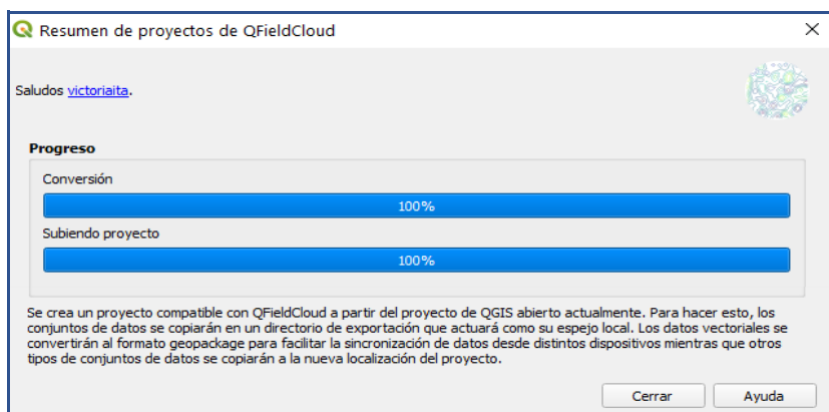 Resumen de proyectos de QFieldCloud
Saludos victoriaita.
Progreso
Conversión
100%
Subiendo proyecto
100%
Se crea un proyecto compatible con QFieldCloud a partir del proyecto de QGIS abierto actualmente. Para hacer esto, los
conjuntos de datos se copiarán en un directorio de exportación que actuará como su espejo local. Los datos vectoriales se
convertirán al formato geopackage para facilitar la sincronización de datos desde distintos dispositivos mientras que otros
tipos de conjuntos de datos se copiarán a la nueva localización del proyecto.
Cerrar Ayuda